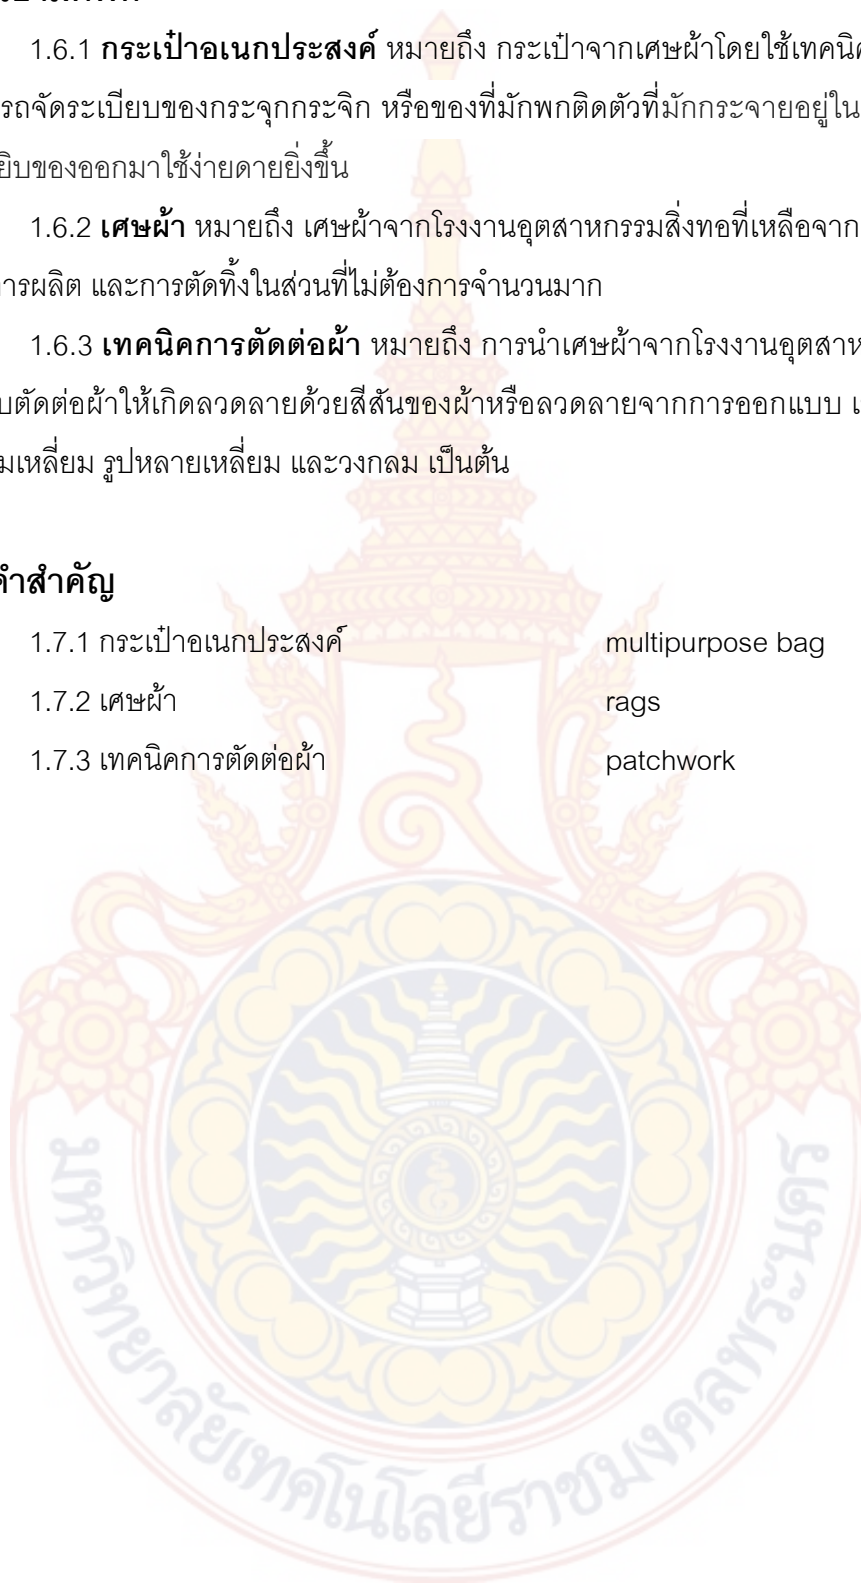 1.6.1 กระเป๋าอเนกประสงค์ หมายถึง กระเป๋าจากเศษผ้าโดยใช้เทคนิค
รถจัดระเบียบของกระจุกกระจิก หรือของที่มักพกติดตัวที่มักกระจายอยู่ใน
ยิบของออกมาใช้ง่ายดายยิ่งขึ้น
1.6.2 เศษผ้า หมายถึง เศษผ้าจากโรงงานอุตสาหกรรมสิ่งทอที่เหลือจาก
ารผลิต และการตัดทิ้งในส่วนที่ไม่ต้องการจำนวนมาก
1.6.3 เทคนิคการตัดต่อผ้า หมายถึง การนำเศษผ้าจากโรงงานอุตสาห
บตัดต่อผ้าให้เกิดลวดลายด้วยสีสันของผ้าหรือลวดลายจากการออกแบบ เ
มเหลี่ยม รูปหลายเหลี่ยม และวงกลม เป็นต้น
คำสำคัญ
1.7.1 กระเป๋าอเนกประสงค์ multipurpose bag
1.7.2 เศษผ้า rags
1.7.3 เทคนิคการตัดต่อผ้า patchwork
มหาวิทยาลัยเทคโนโลยีราชมงคลพระนคร